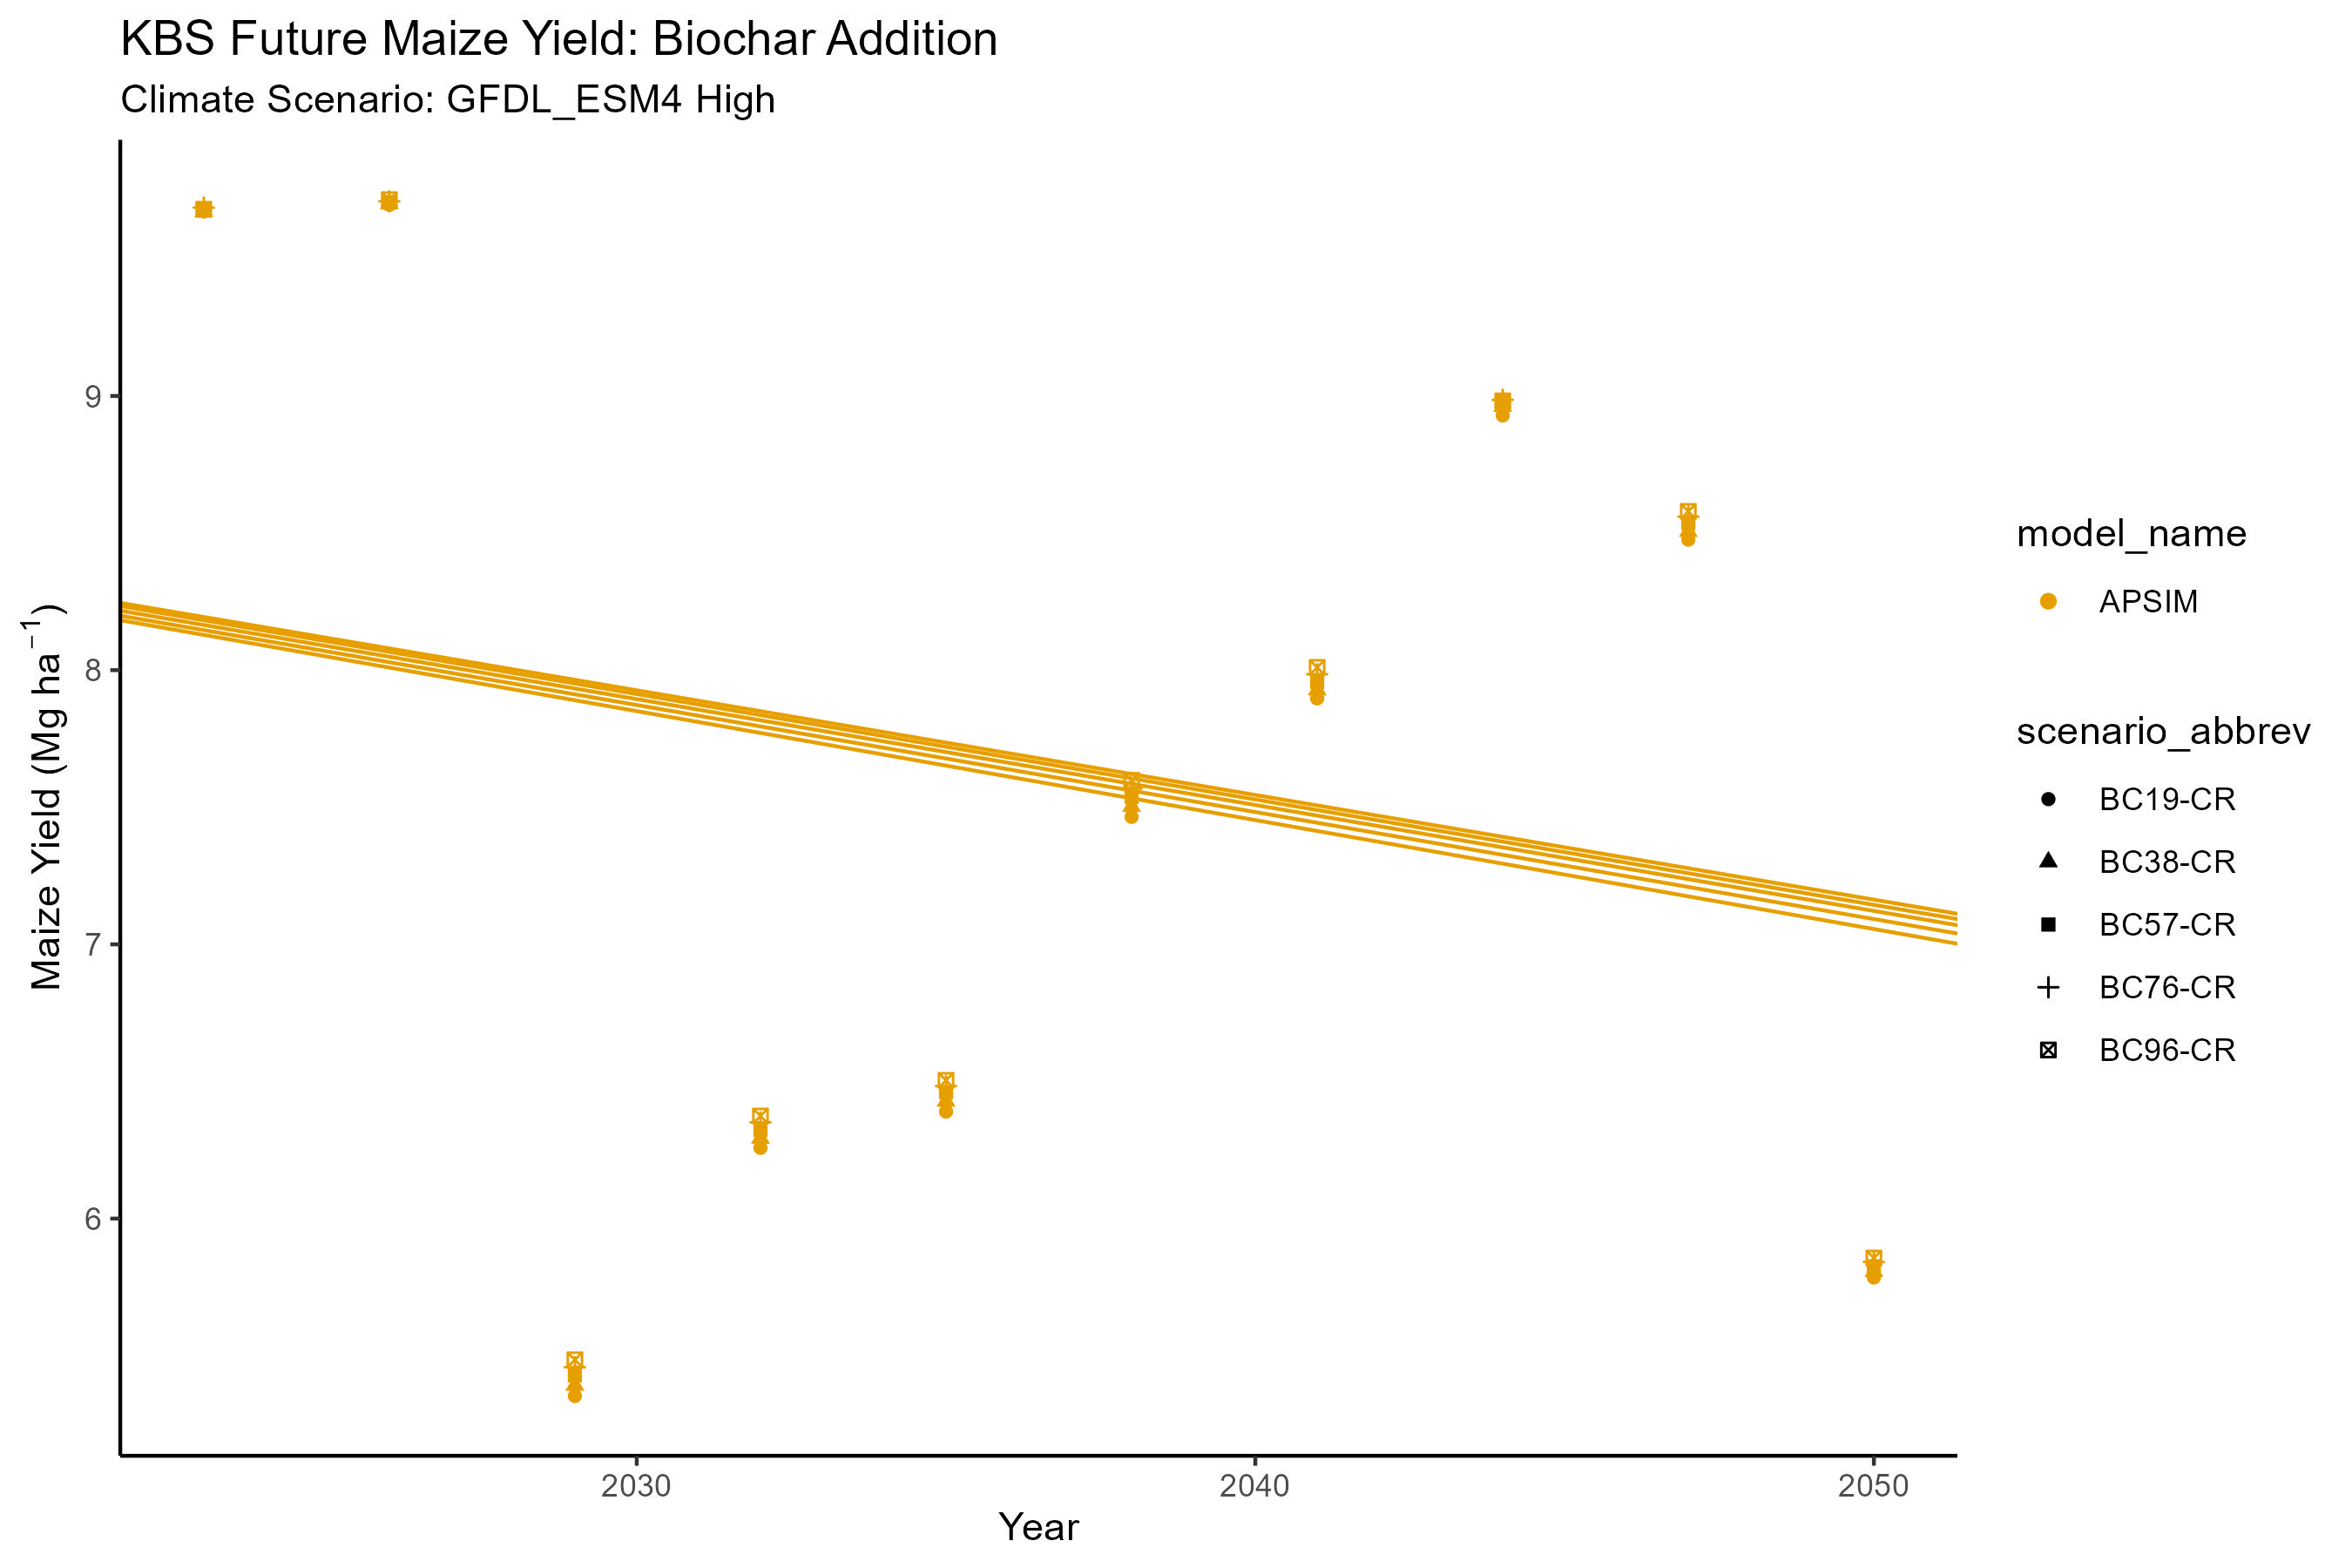 KBS Future Maize Yield: Biochar Addition
Climate Scenario: GFDL_ESM4 High
Maize Yield (Mg ha⁻¹)
9
8
7
6
2030
2040
2050
Year
model_name
APSIM
scenario_abbrev
BC19-CR
BC38-CR
BC57-CR
BC76-CR
BC96-CR